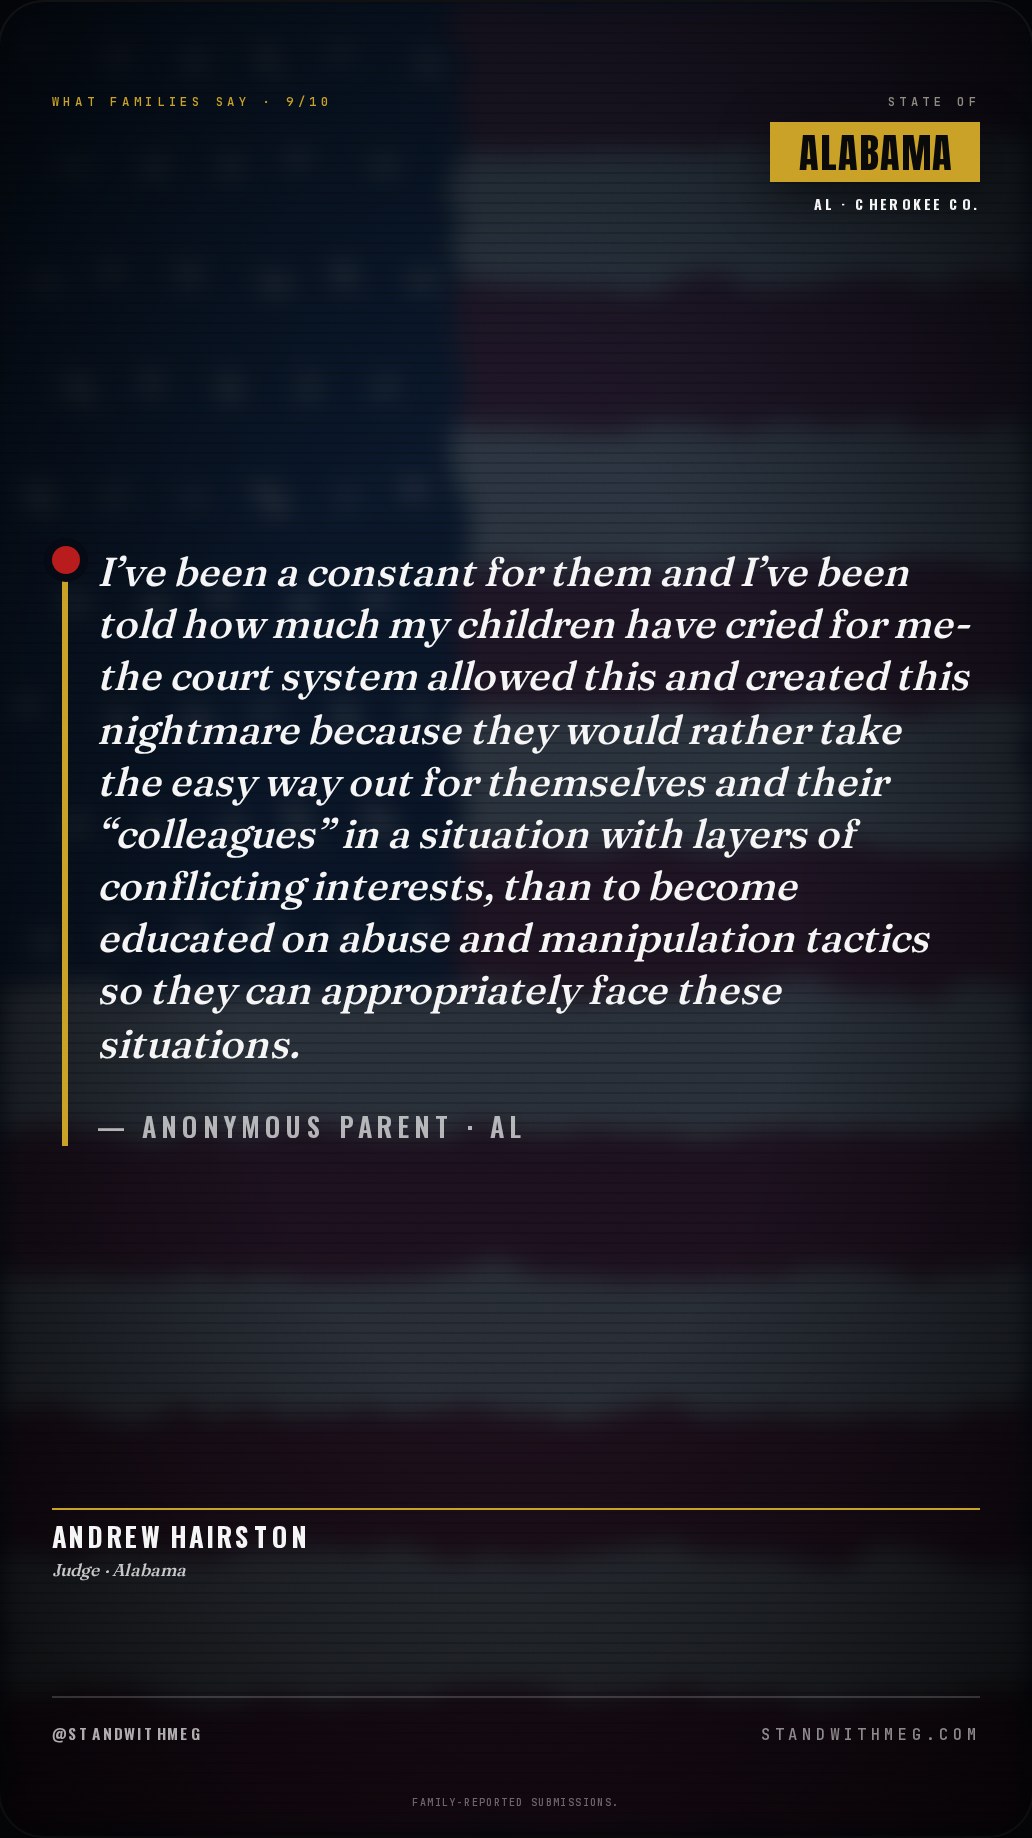 WHAT FAMILIES SAY · 9/10
STATE OF
ALABAMA
AL · CHEROKEE CO.
I’ve been a constant for them and I’ve been
told how much my children have cried for me-
the court system allowed this and created this
nightmare because they would rather take
the easy way out for themselves and their
“colleagues” in a situation with layers of
conflicting interests, than to become
educated on abuse and manipulation tactics
so they can appropriately face these
situations.
— ANONYMOUS PARENT · AL
ANDREW HAIRSTON
Judge · Alabama
@STANDWITHMEG
STANDWITHMEG.COM
FAMILY-REPORTED SUBMISSIONS.